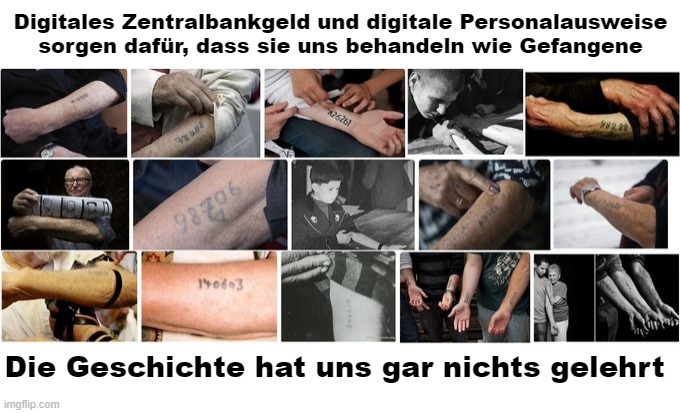 Digitales Zentralbankgeld und digitale Personalausweise
sorgen dafür, dass sie uns behandeln wie Gefangene
98706
140603
Die Geschichte hat uns gar nichts gelehrt
imgflip.com